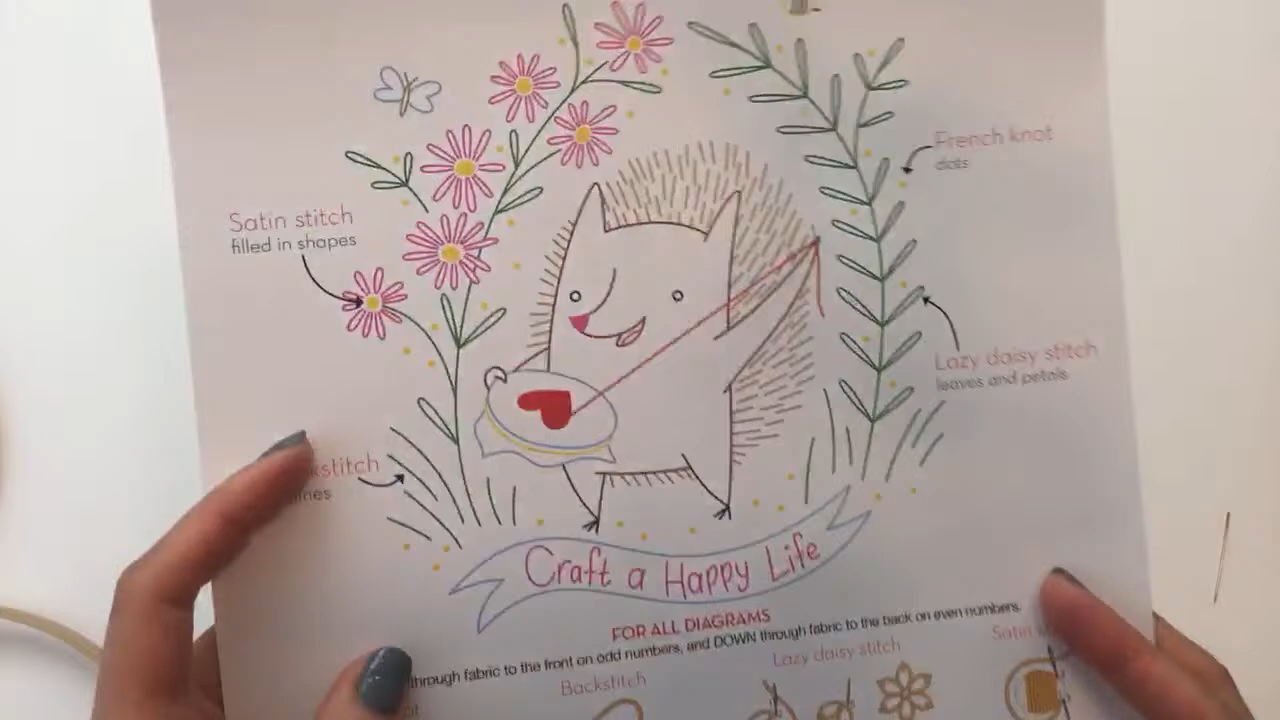 French knot
dots
Satin stitch
filled in shapes
Lazy daisy stitch
leaves and petals
Craft a Happy Life
FOR ALL DIAGRAMS
through fabric to the front on odd numbers, and DOWN through fabric to the back on even numbers.
Backstitch
Lazy daisy stitch
Satin